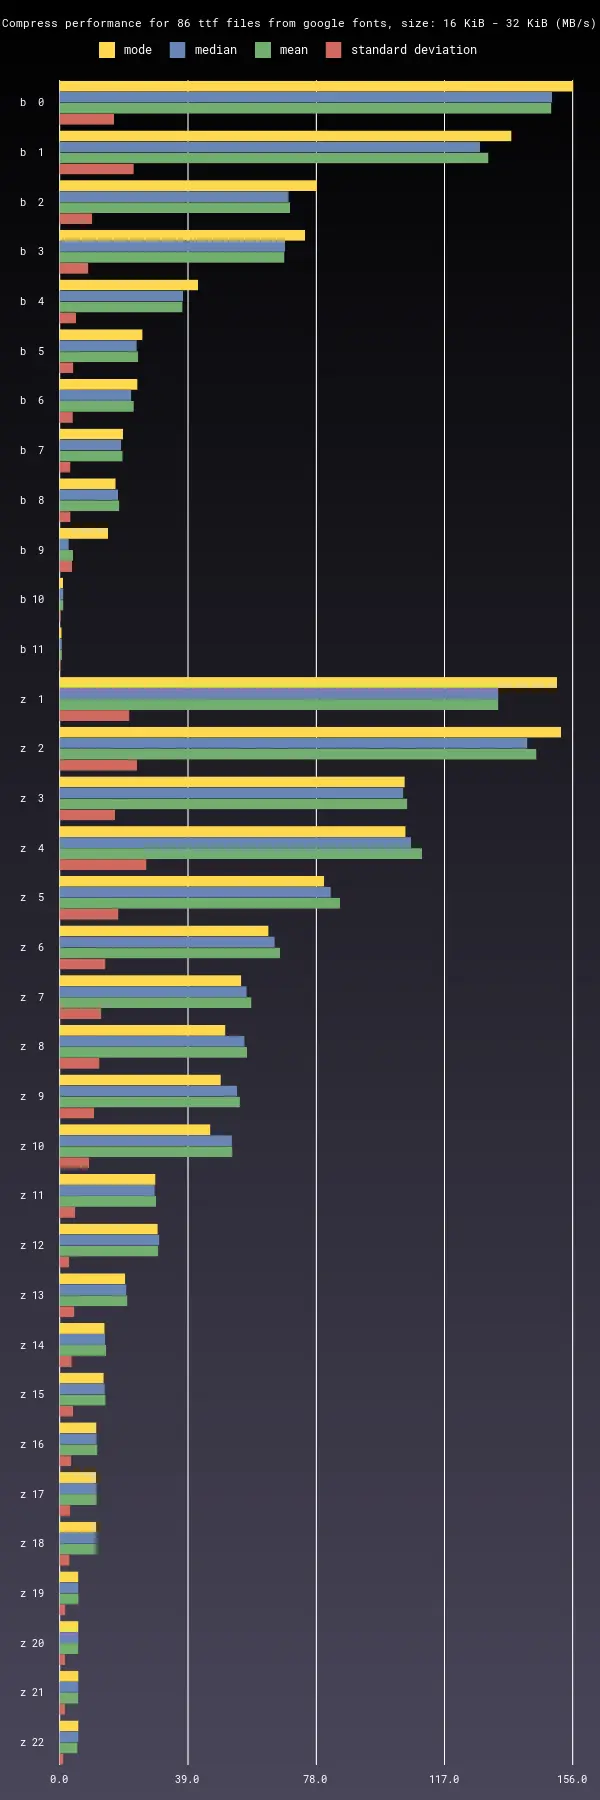 Compress performance for 86 ttf files from google fonts, size: 16 KiB - 32 KiB (MB/s)
mode median mean standard deviation
b 0
b 1
b 2
b 3
b 4
b 5
b 6
b 7
b 8
b 9
b 10
b 11
z 1
z 2
z 3
z 4
z 5
z 6
z 7
z 8
z 9
z 10
z 11
z 12
z 13
z 14
z 15
z 16
z 17
z 18
z 19
z 20
z 21
z 22
0.0 39.0 78.0 117.0 156.0